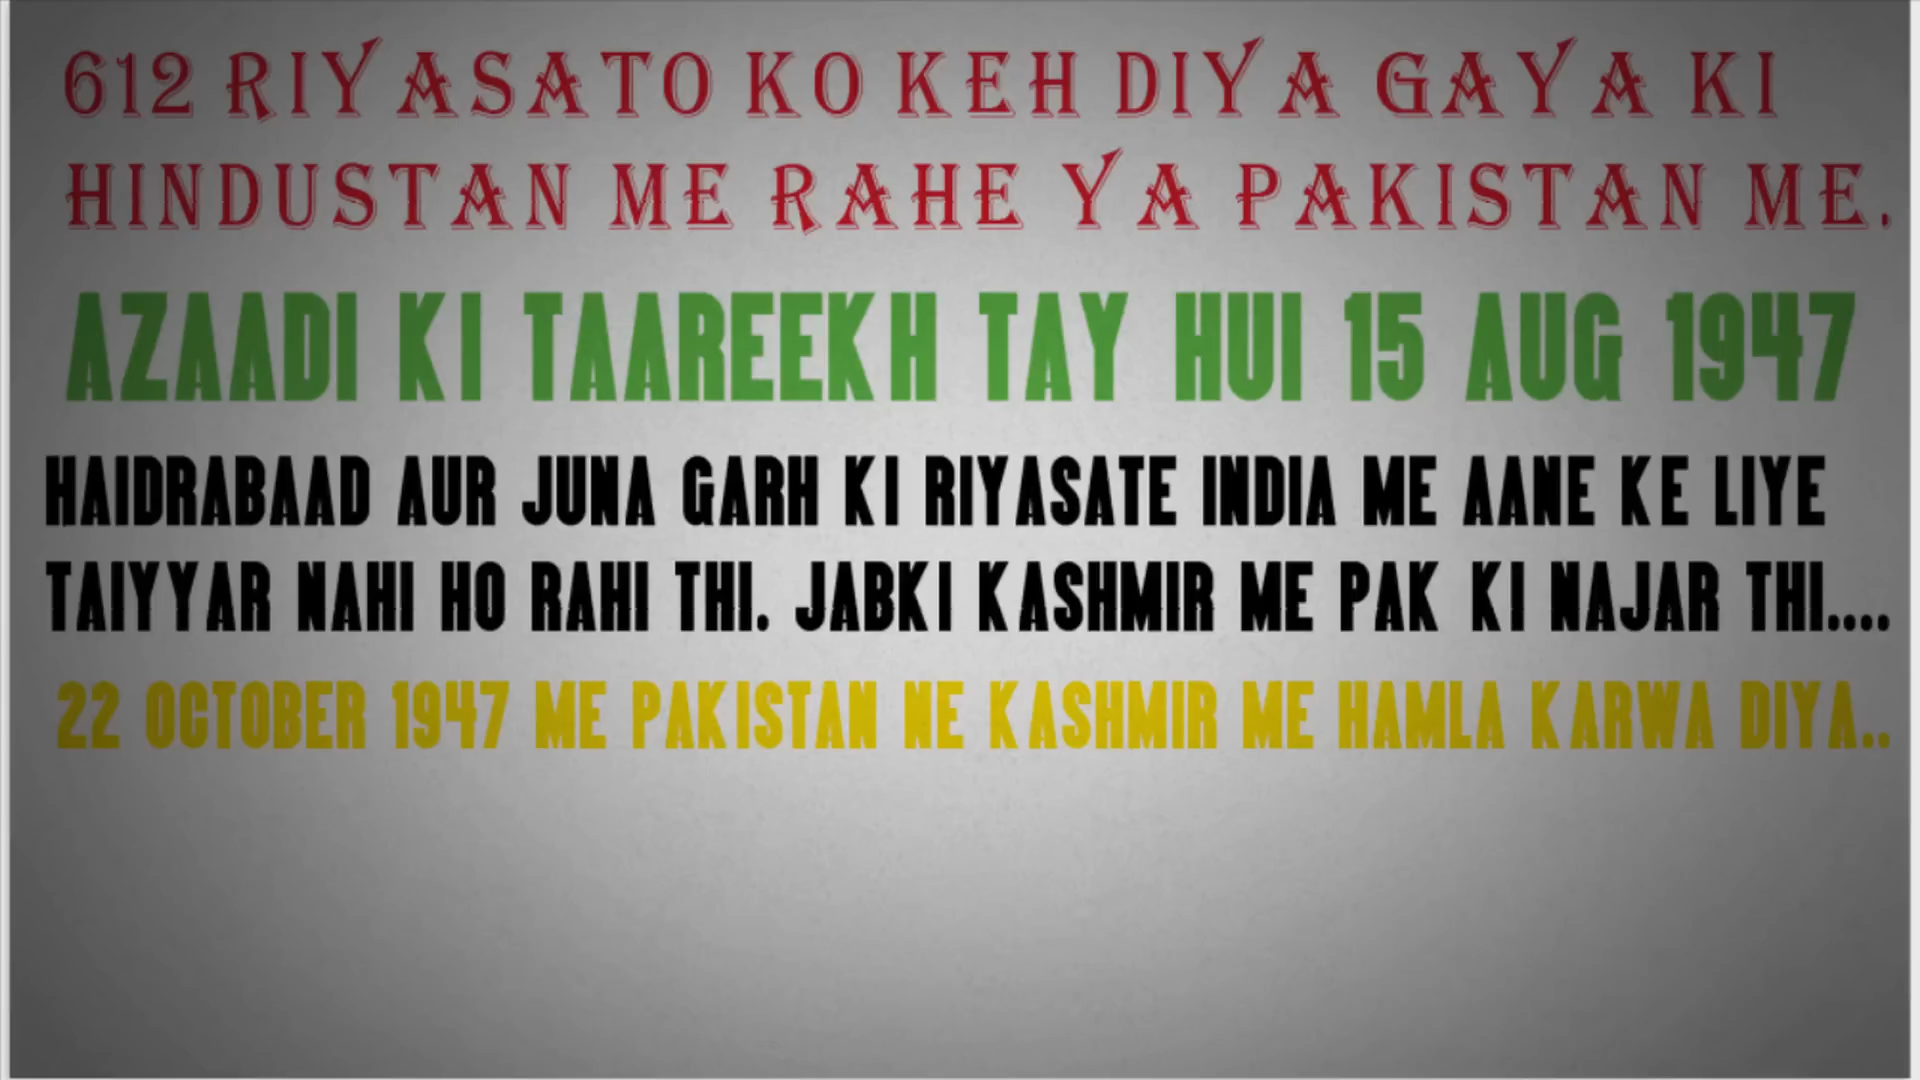 612 RIYASATO KO KEH DIYA GAYA KI
HINDUSTAN ME RAHE YA PAKISTAN ME.
AZAADI KI TAAREEKH TAY HUI 15 AUG 1947
HAIDRABAAD AUR JUNA GARH KI RIYASATE INDIA ME AANE KE LIYE
TAIYYAR NAHI HO RAHI THI. JABKI KASHMIR ME PAK KI NAJAR THI....
22 OCTOBER 1947 ME PAKISTAN NE KASHMIR ME HAMLA KARWA DIYA..